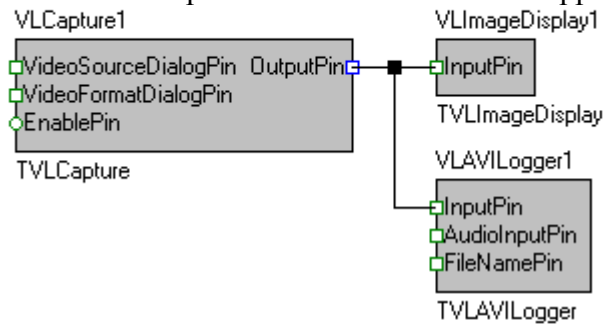 VLCapture1
VideoSourceDialogPin OutputPin
VideoFormatDialogPin
EnablePin
TVLCapture
VLImageDisplay1
InputPin
TVLImageDisplay
VLAVILogger1
InputPin
AudioInputPin
FileNamePin
TVLAVILogger